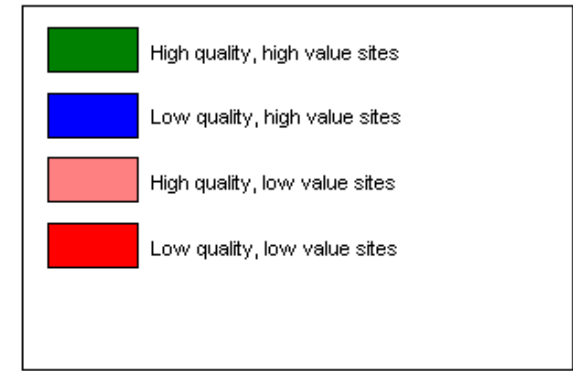 High quality, high value sites
Low quality, high value sites
High quality, low value sites
Low quality, low value sites